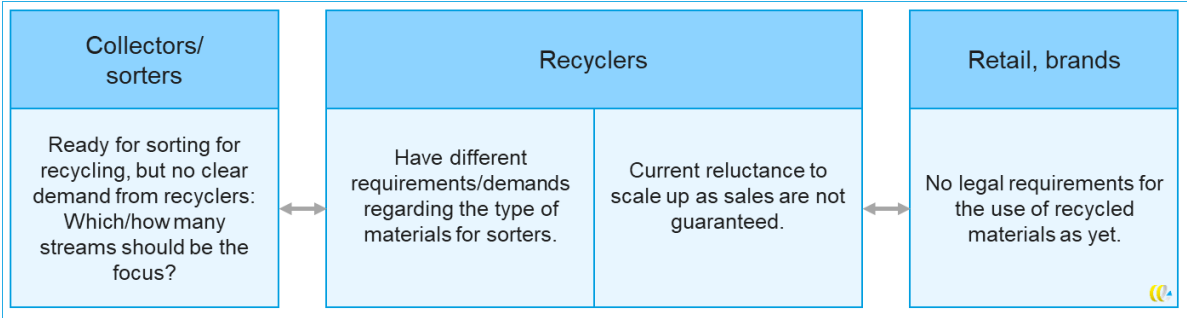 Collectors/
sorters
Ready for sorting for
recycling, but no clear
demand from recyclers:
Which/how many
streams should be the
focus?
Recyclers
Have different
requirements/demands
regarding the type of
materials for sorters.
Current reluctance to
scale up as sales are not
guaranteed.
Retail, brands
No legal requirements for
the use of recycled
materials as yet.